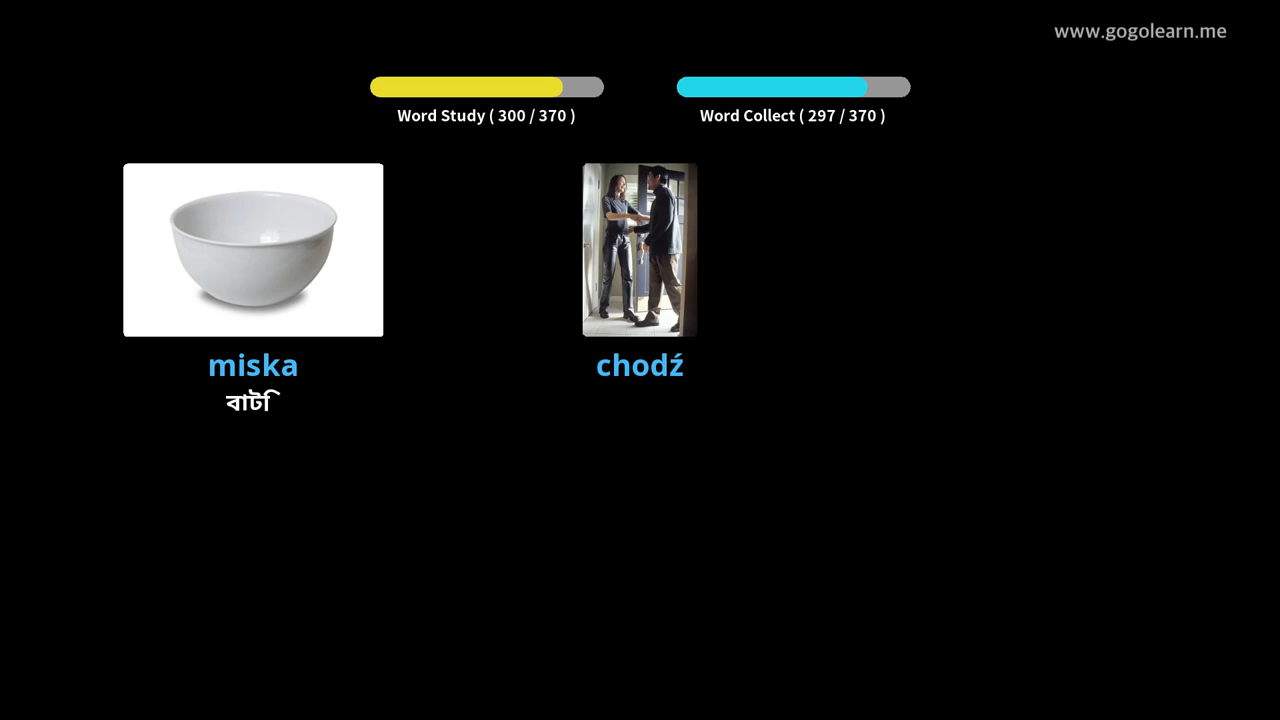 www.gogolearn.me
Word Study ( 300 / 370 )
Word Collect ( 297 / 370 )
miska
বাটি
chodź